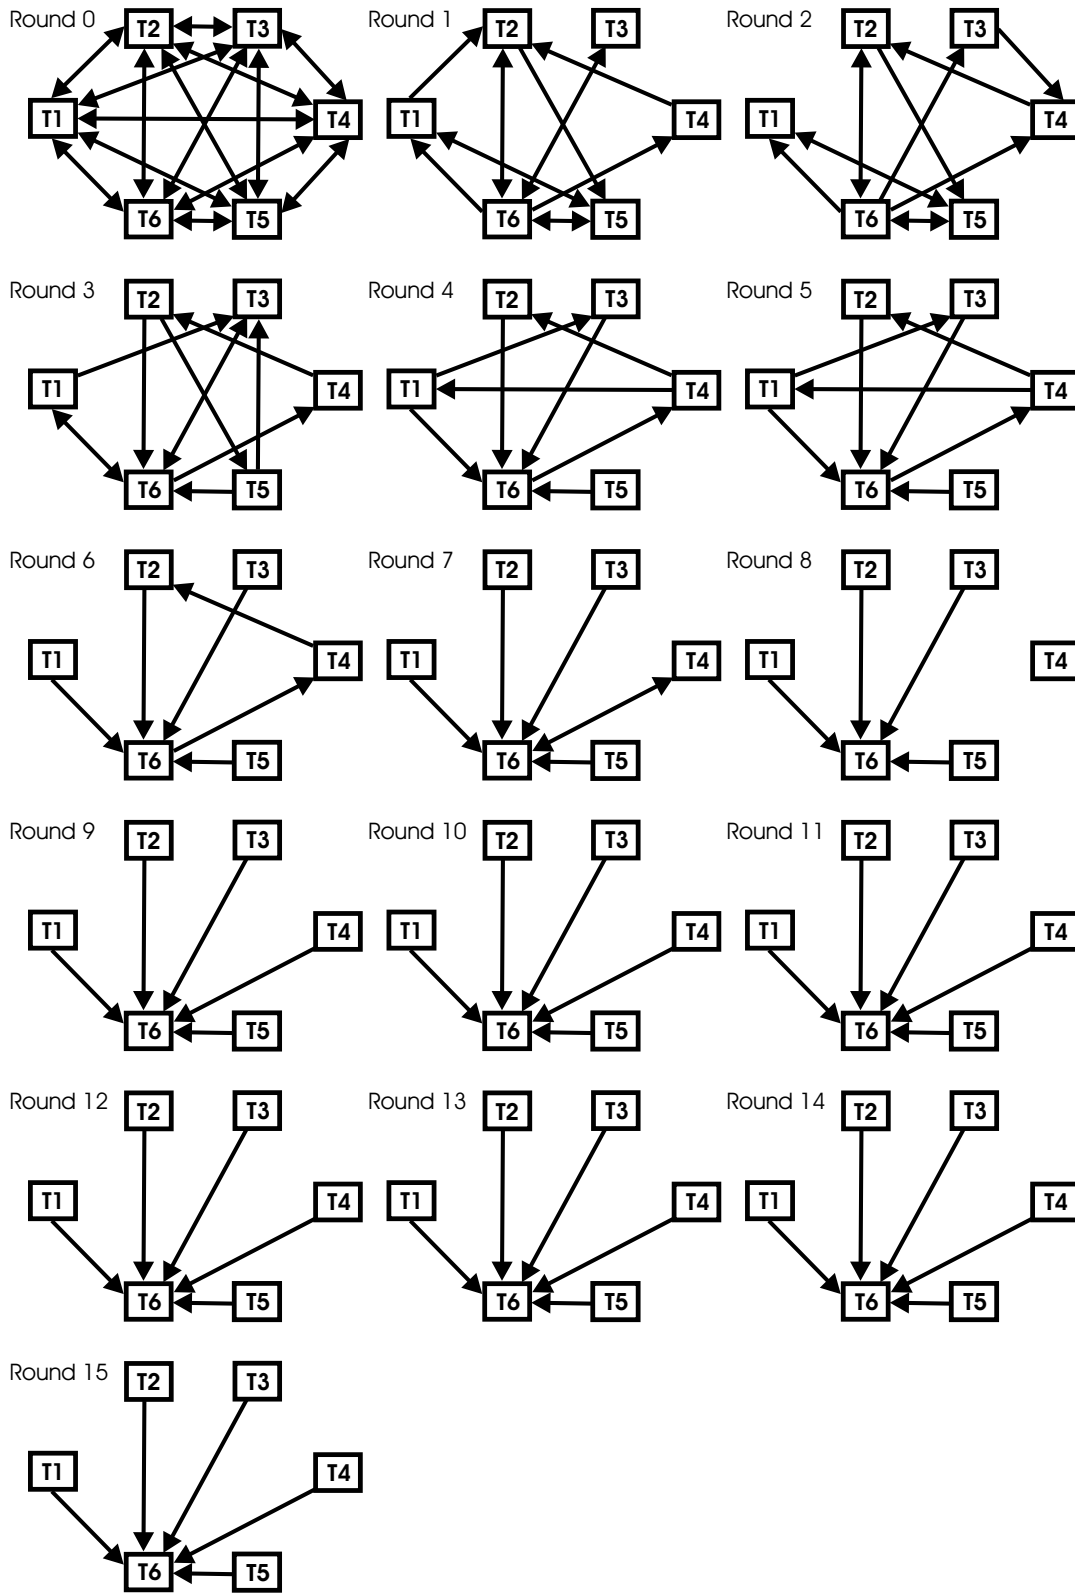 Round 0 T2 T3 Round 1 T2 T3 Round 2 T2 T3
T1 T4 T1 T4 T1 T4
T6 T5 T6 T5 T6 T5
Round 3 T2 T3 Round 4 T2 T3 Round 5 T2 T3
T1 T4 T1 T4 T1 T4
T6 T5 T6 T5 T6 T5
Round 6 T2 T3 Round 7 T2 T3 Round 8 T2 T3
T1 T4 T1 T4 T1 T4
T6 T5 T6 T5 T6 T5
Round 9 T2 T3 Round 10 T2 T3 Round 11 T2 T3
T1 T4 T1 T4 T1 T4
T6 T5 T6 T5 T6 T5
Round 12 T2 T3 Round 13 T2 T3 Round 14 T2 T3
T1 T4 T1 T4 T1 T4
T6 T5 T6 T5 T6 T5
Round 15 T2 T3
T1 T4
T6 T5